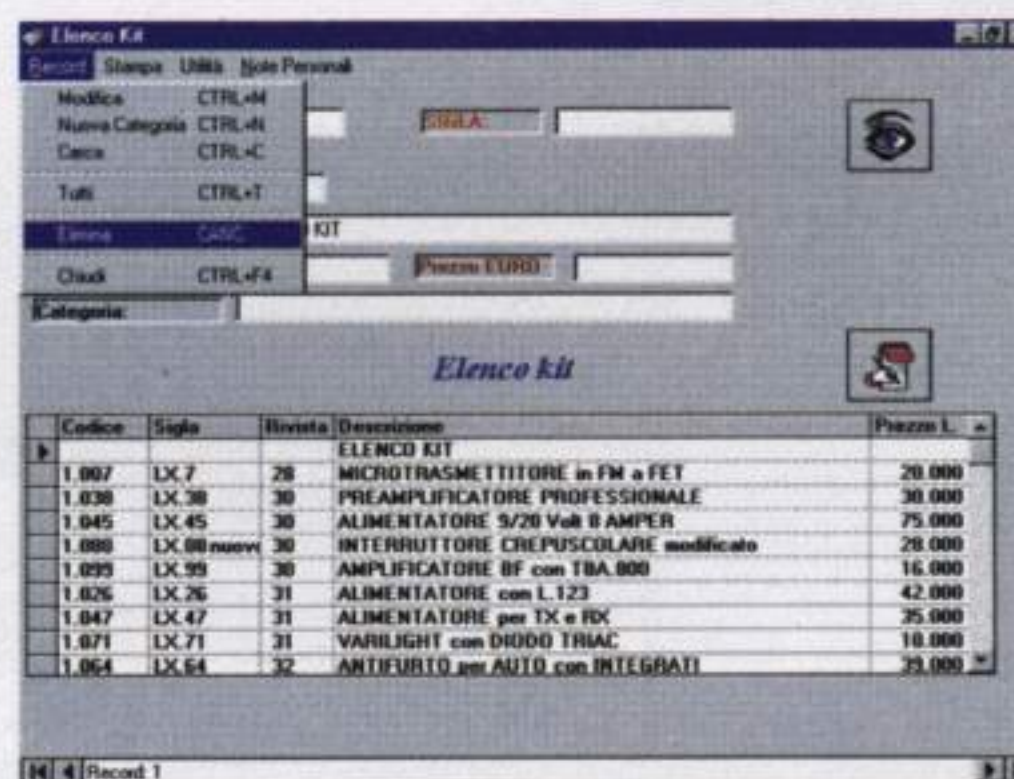 Elenco Kit
Record Stampa Utilità Note Personali
Modifica CTRL+M
Nuova Categoria CTRL+N
Cerca CTRL+C
Tutti CTRL+T
Elimina CANC
Chiudi CTRL+F4
SIGLA:
KIT
Prezzo EURO
Categoria:
Elenco kit
Codice Sigla Rivista Descrizione Prezzo L.
ELENCO KIT
1.007 LX.7 28 MICROTRASMETTITORE in FM a FET 20.000
1.038 LX.38 30 PREAMPLIFICATORE PROFESSIONALE 30.000
1.045 LX.45 30 ALIMENTATORE 9/20 Volt 8 AMPER 75.000
1.088 LX.88 nuovo 30 INTERRUTTORE CREPUSCOLARE modificato 28.000
1.099 LX.99 30 AMPLIFICATORE BF con TBA.800 16.000
1.026 LX.26 31 ALIMENTATORE con L.123 42.000
1.047 LX.47 31 ALIMENTATORE per TX e RX 35.000
1.071 LX.71 31 VARILIGHT con DIODO TRIAC 18.000
1.064 LX.64 32 ANTIFURTO per AUTO con INTEGRATI 39.000
Record: 1